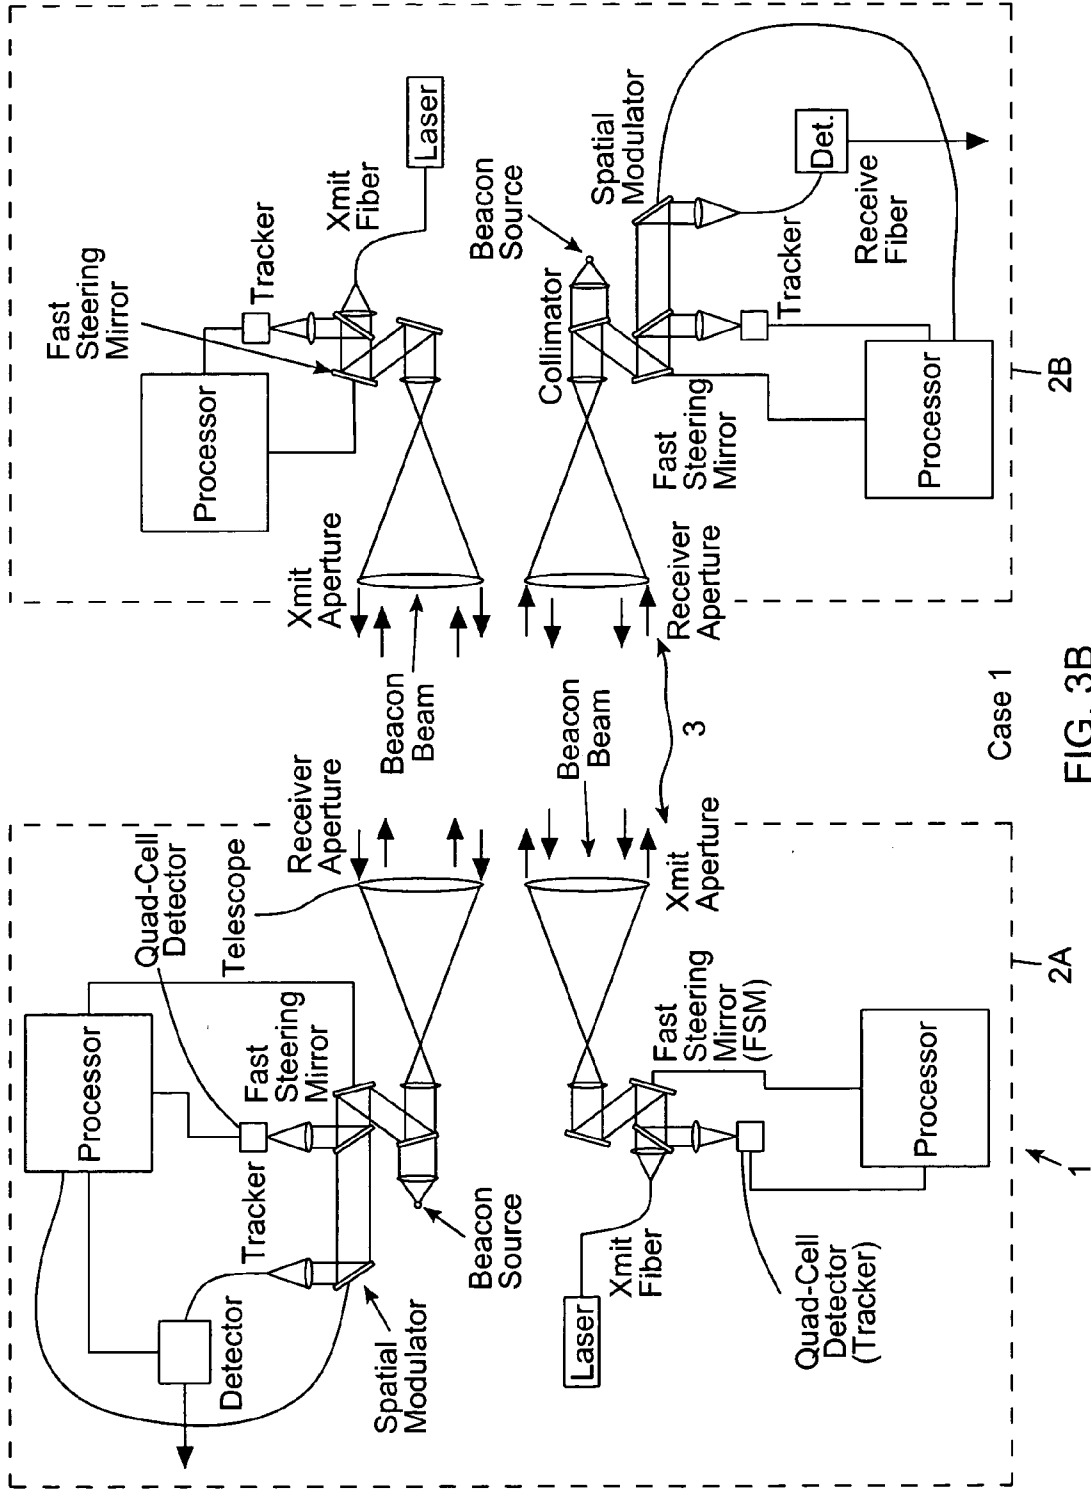 Processor
Quad-Cell
Detector
Telescope
Fast
Steering
Mirror
Tracker
Detector
Spatial
Modulator
Beacon
Source
Receiver
Aperture
Laser
Xmit
Fiber
Fast
Steering
Mirror
(FSM)
Xmit
Aperture
Quad-Cell
Detector
(Tracker)
Processor
2A
1
Beacon
Beam
Beacon
Beam
3
Fast
Steering
Mirror
Processor
Tracker
Xmit
Fiber
Laser
Xmit
Aperture
Beacon
Source
Collimator
Spatial
Modulator
Fast
Steering
Mirror
Tracker
Det.
Receive
Fiber
Receiver
Aperture
Processor
2B
Case 1
FIG. 3B